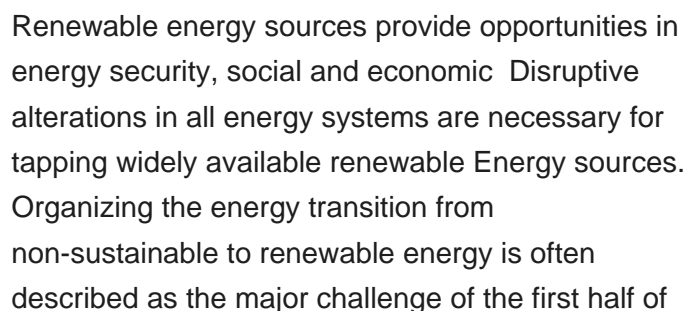 Renewable energy sources provide opportunities in
energy security, social and economic  Disruptive
alterations in all energy systems are necessary for
tapping widely available renewable Energy sources.
Organizing the energy transition from
non-sustainable to renewable energy is often
described as the major challenge of the first half of